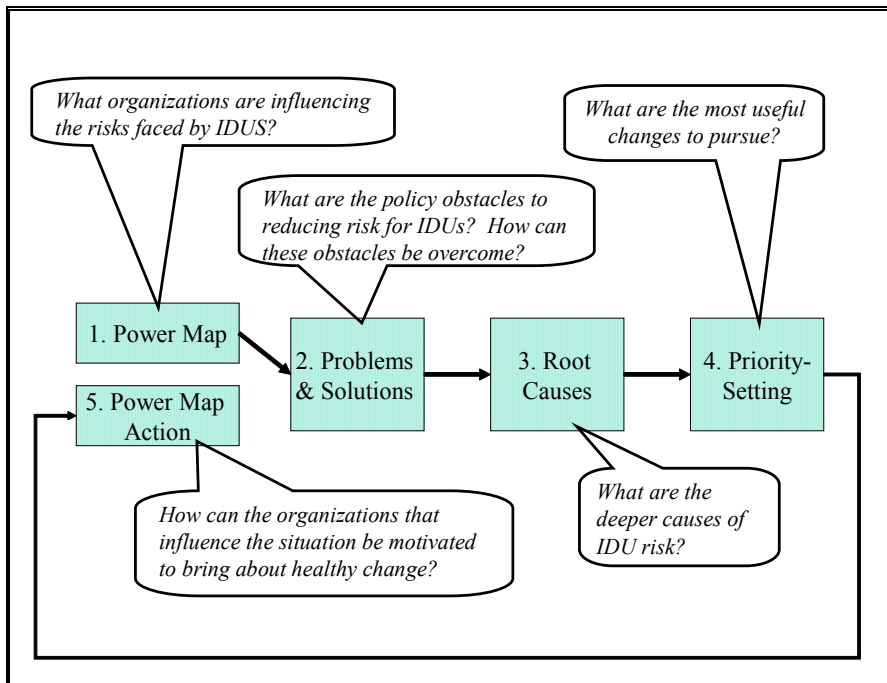 What organizations are influencing
the risks faced by IDUS?
What are the most useful
changes to pursue?
What are the policy obstacles to
reducing risk for IDUs?  How can
these obstacles be overcome?
1. Power Map
2. Problems
& Solutions
3. Root
Causes
4. Priority-
Setting
5. Power Map
Action
What are the
deeper causes of
IDU risk?
How can the organizations that
influence the situation be motivated
to bring about healthy change?